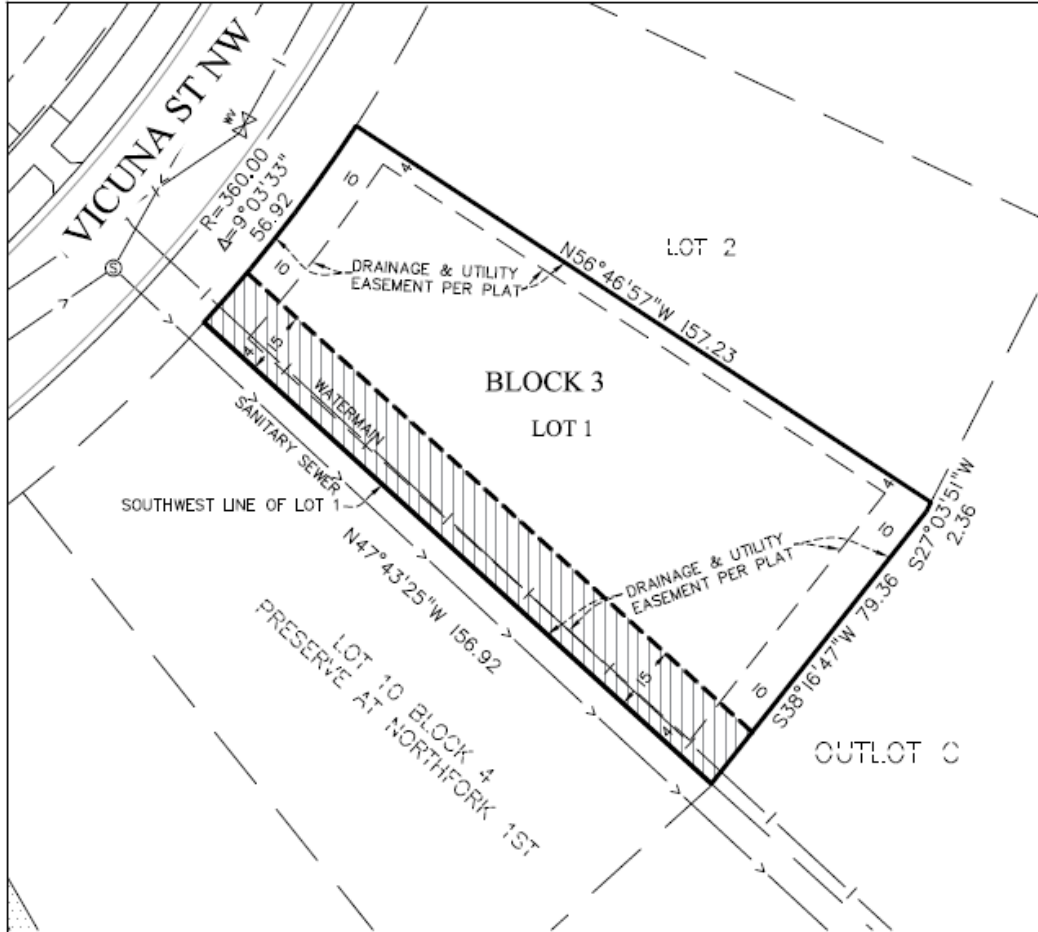 VICUNA ST NW
WV
S
R=360.00
Δ=9°03'33"
56.92
10
4
10
DRAINAGE & UTILITY
EASEMENT PER PLAT
N56°46'57"W 157.23
LOT 2
BLOCK 3
LOT 1
15
4
WATERMAIN
SANITARY SEWER
SOUTHWEST LINE OF LOT 1
N47°43'25"W 156.92
DRAINAGE & UTILITY
EASEMENT PER PLAT
4
10
S27°03'51"W
2.36
S38°16'47"W 79.36
15
10
4
LOT 10 BLOCK 4
PRESERVE AT NORTHFORK 1ST
OUTLOT